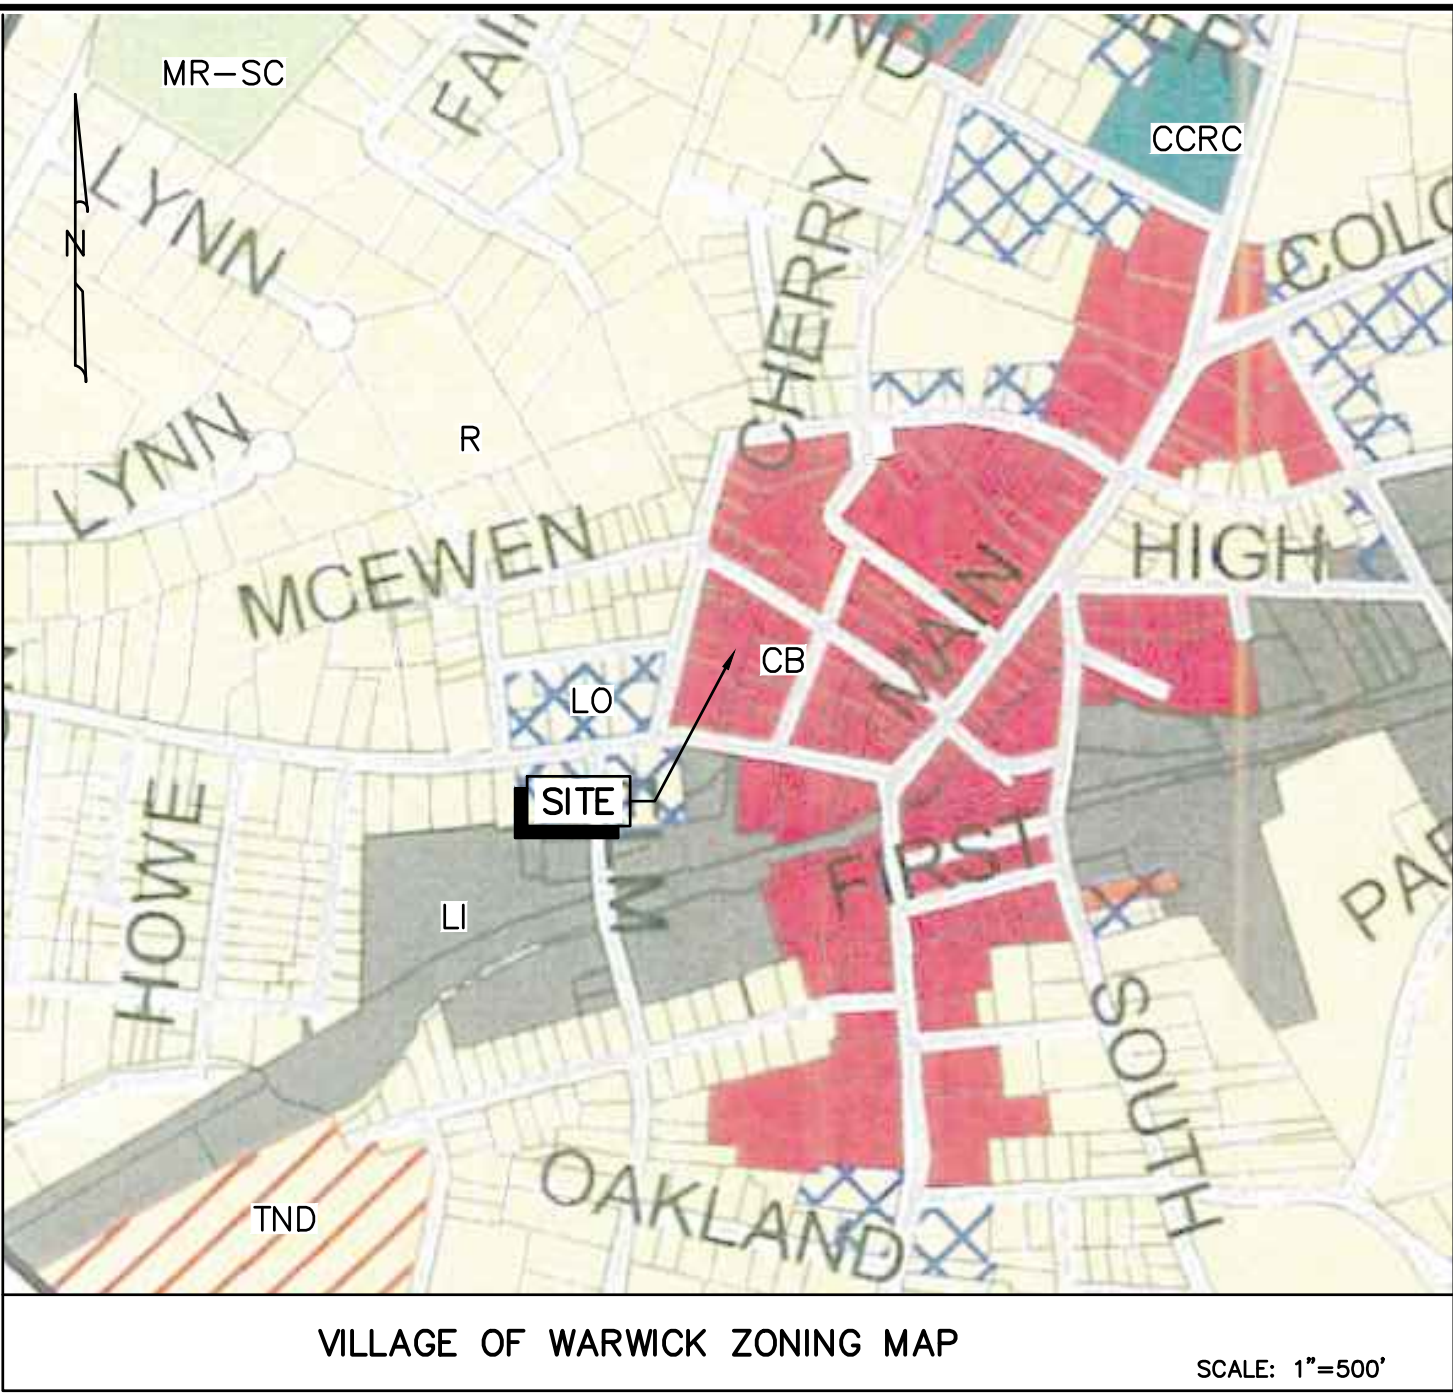 MR-SC
CCRC
CHERRY
LYNN
N
COLO
LYNN
R
MCEWEN
HIGH
MAIN
CB
LO
SITE
HOWE
FIRST
LI
SOUTH
OAKLAND
TND
VILLAGE OF WARWICK ZONING MAP
SCALE: 1"=500'